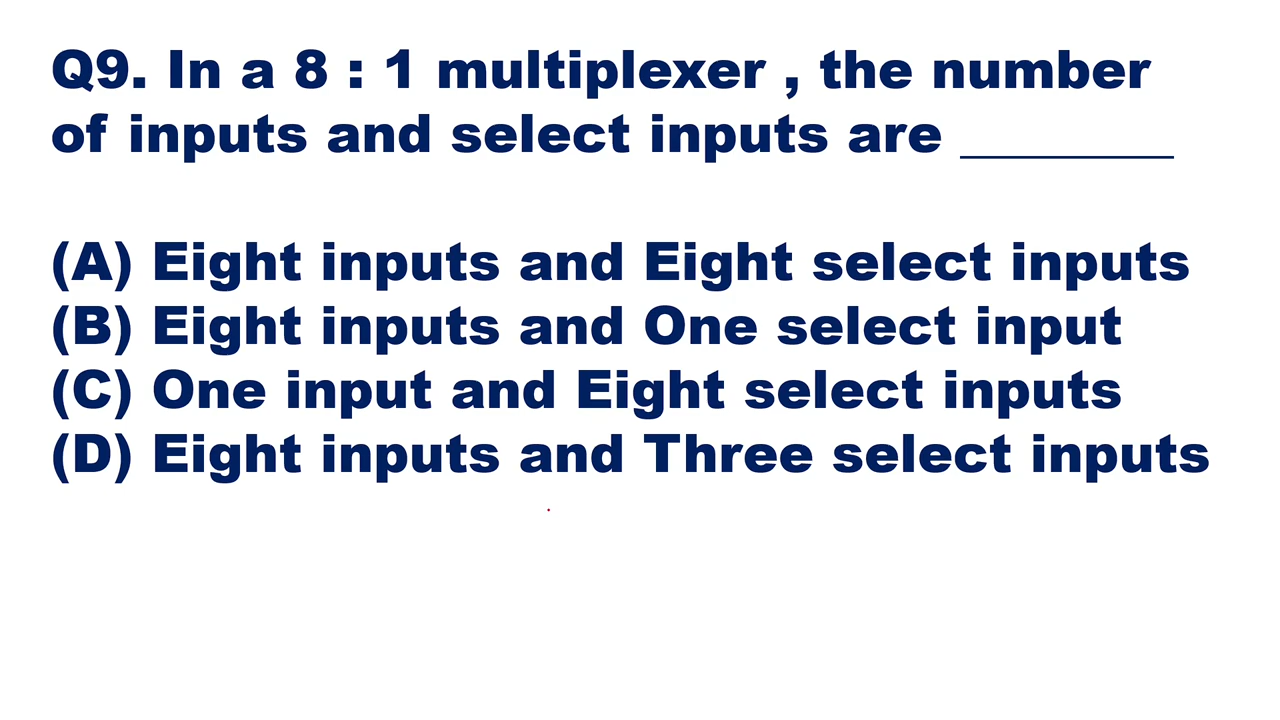 Q9. In a 8 : 1 multiplexer , the number
of inputs and select inputs are ________
(A) Eight inputs and Eight select inputs
(B) Eight inputs and One select input
(C) One input and Eight select inputs
(D) Eight inputs and Three select inputs